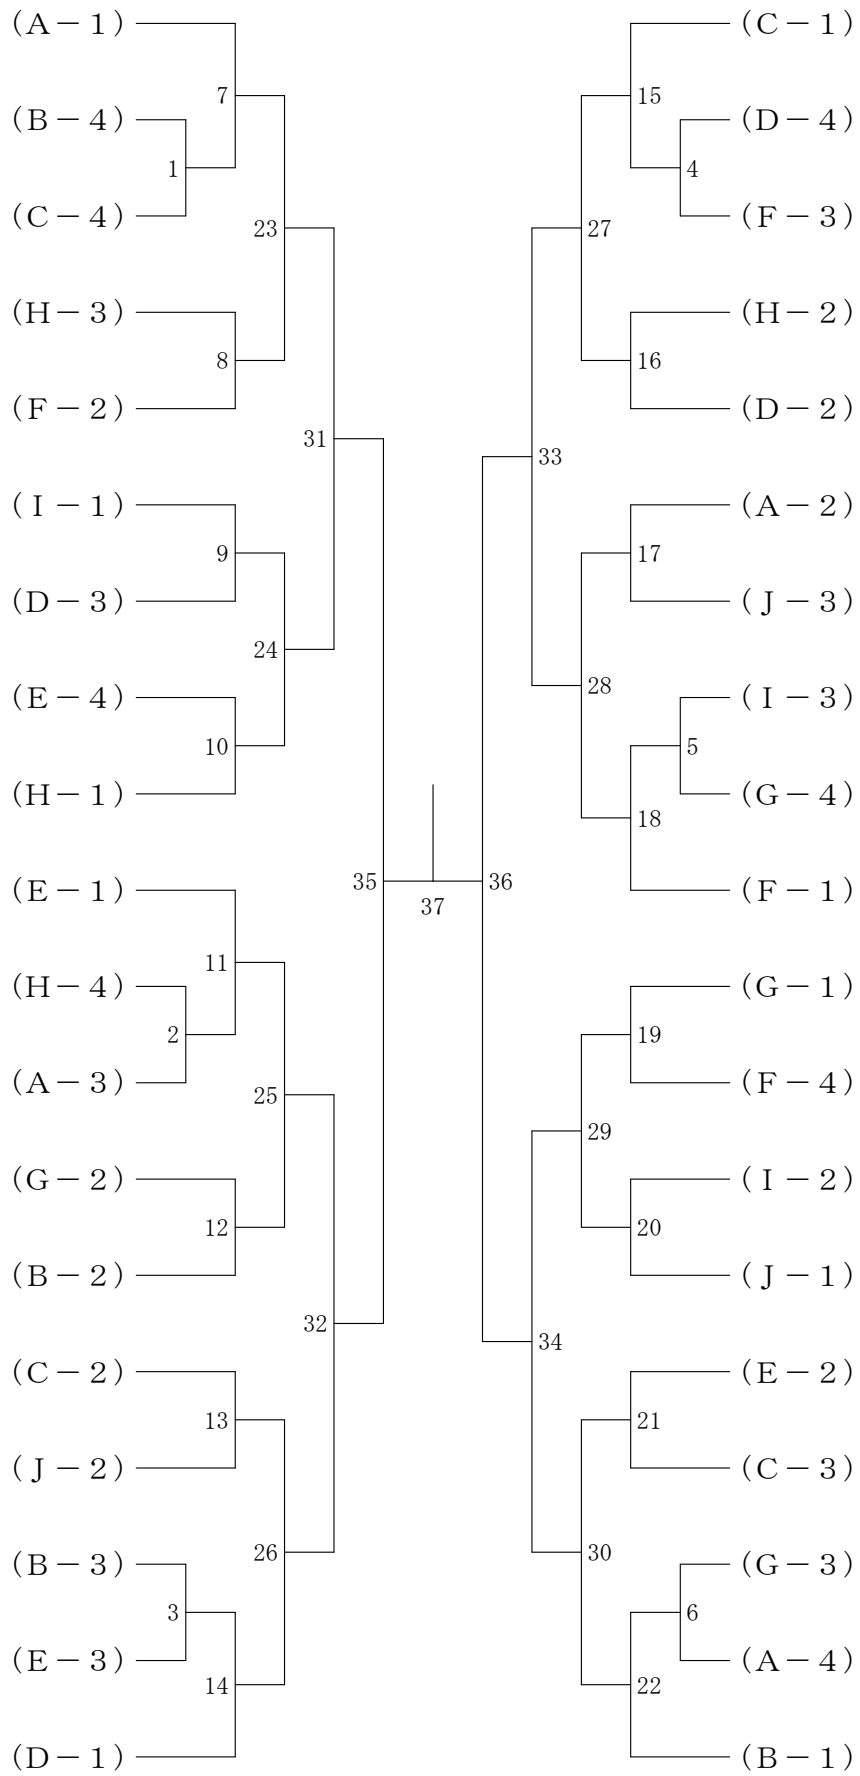 (A－1) (C－1)
7 15
(B－4) (D－4)
1 4
(C－4) (F－3)
23 27
(H－3) (H－2)
8 16
(F－2) (D－2)
31 33
(I－1) (A－2)
9 17
(D－3) (J－3)
24 28
(E－4) (I－3)
10 5
(H－1) (G－4)
18
35 37 36
(E－1) (F－1)
11
(H－4) (G－1)
2 19
(A－3) (F－4)
25 29
(G－2) (I－2)
12 20
(B－2) (J－1)
32 34
(C－2) (E－2)
13 21
(J－2) (C－3)
26 30
(B－3) (G－3)
3 6
(E－3) (A－4)
14 22
(D－1) (B－1)